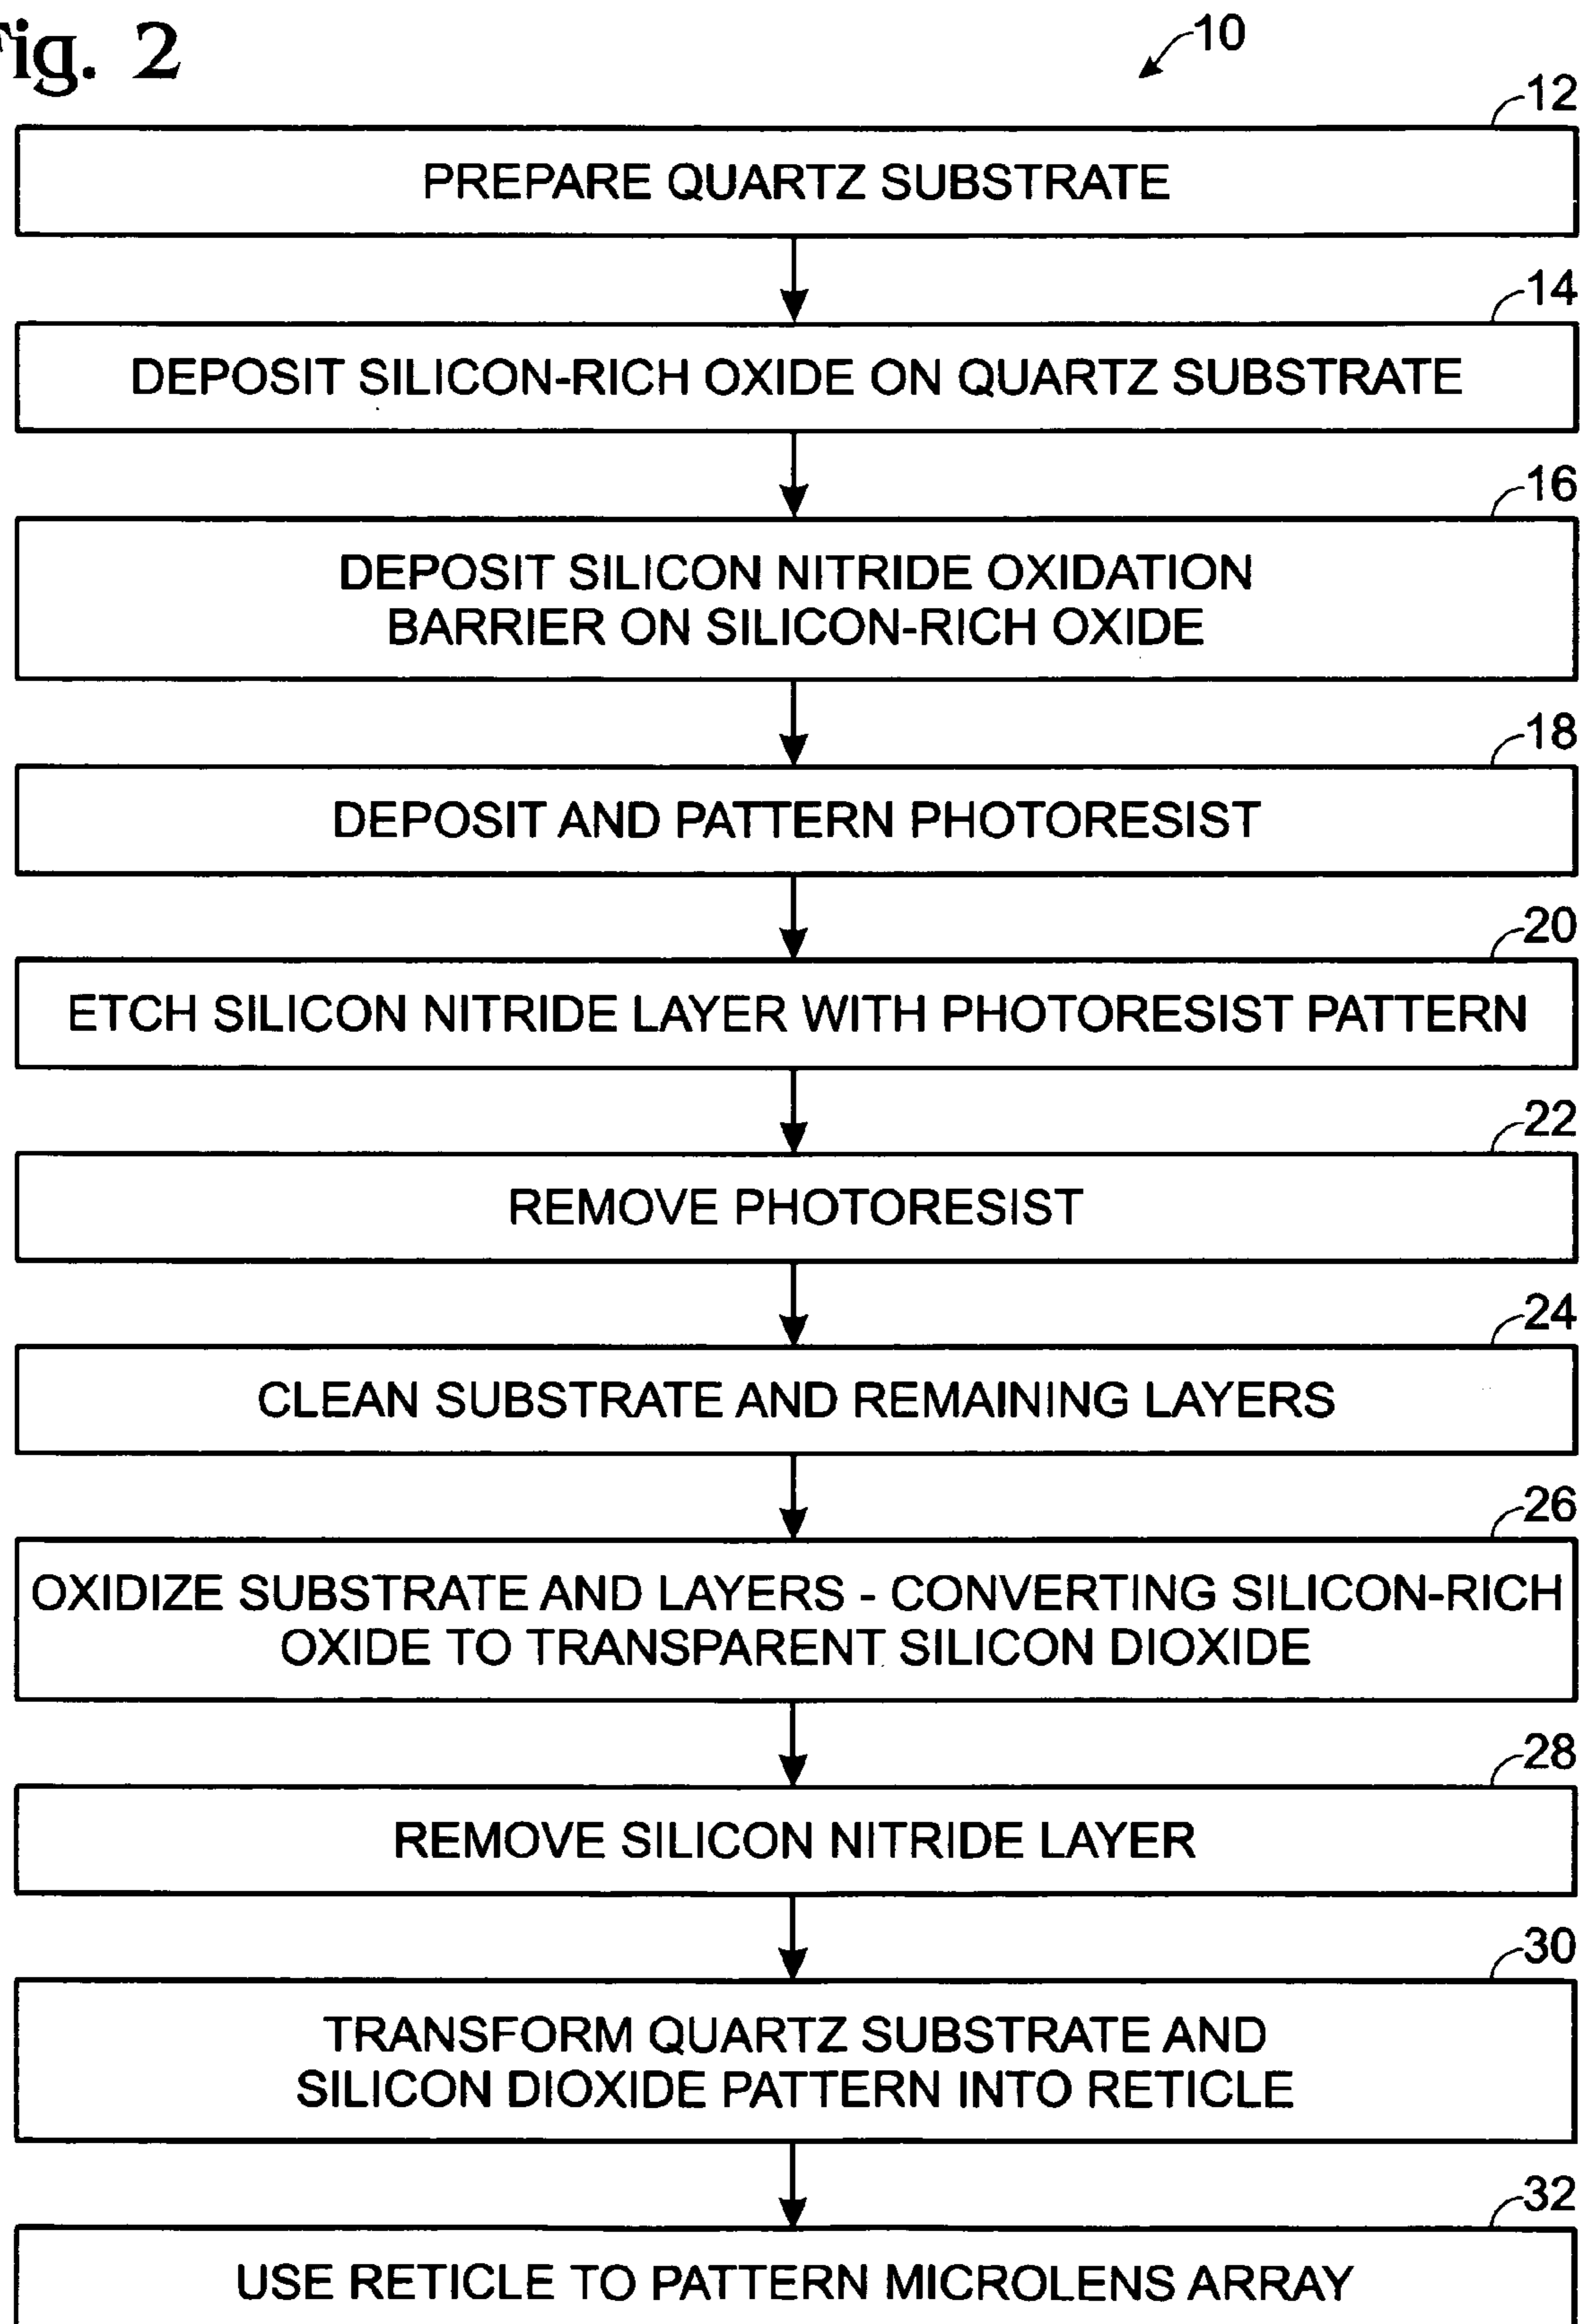 Fig. 2
10
12
PREPARE QUARTZ SUBSTRATE
14
DEPOSIT SILICON-RICH OXIDE ON QUARTZ SUBSTRATE
16
DEPOSIT SILICON NITRIDE OXIDATION
BARRIER ON SILICON-RICH OXIDE
18
DEPOSIT AND PATTERN PHOTORESIST
20
ETCH SILICON NITRIDE LAYER WITH PHOTORESIST PATTERN
22
REMOVE PHOTORESIST
24
CLEAN SUBSTRATE AND REMAINING LAYERS
26
OXIDIZE SUBSTRATE AND LAYERS - CONVERTING SILICON-RICH
OXIDE TO TRANSPARENT SILICON DIOXIDE
28
REMOVE SILICON NITRIDE LAYER
30
TRANSFORM QUARTZ SUBSTRATE AND
SILICON DIOXIDE PATTERN INTO RETICLE
32
USE RETICLE TO PATTERN MICROLENS ARRAY